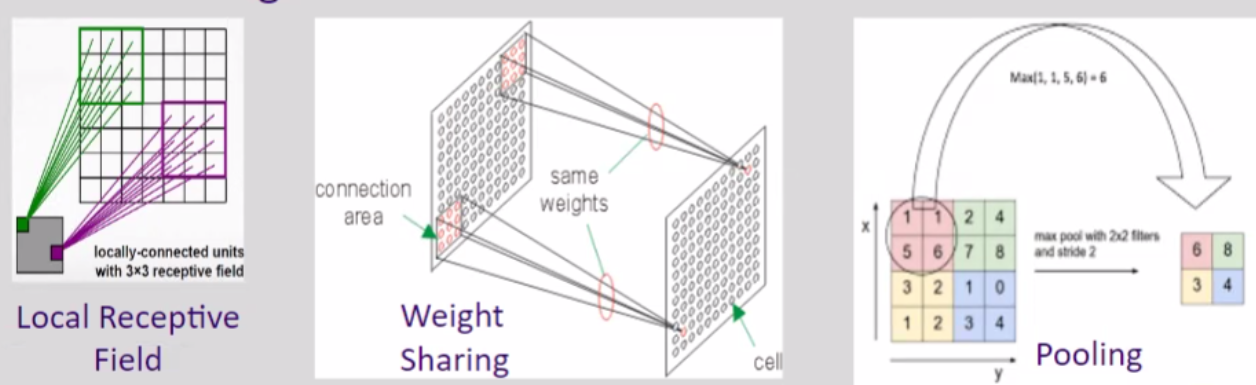 locally-connected units
with 3×3 receptive field
Local Receptive
Field
connection
area
same
weights
cell
Weight
Sharing
Max(1, 1, 5, 6) = 6
x
1 1 2 4
5 6 7 8
3 2 1 0
1 2 3 4
y
max pool with 2x2 filters
and stride 2
6 8
3 4
Pooling